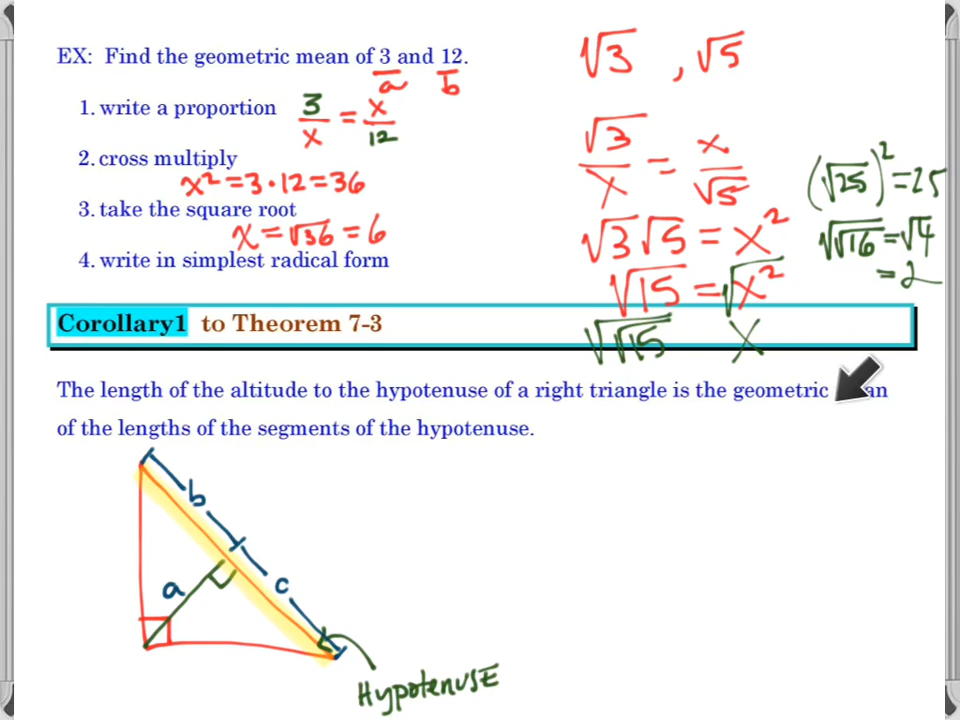 EX: Find the geometric mean of 3 and 12.
a b
1. write a proportion 3/x = x/12
2. cross multiply
x² = 3 · 12 = 36
3. take the square root
x = √36 = 6
4. write in simplest radical form
√3 , √5
√3/x = x/√5
√3√5 = x²
√15 = √x²
√√15 x
(√25)² = 25
√√16 = √4
= 2
Corollary1 to Theorem 7-3
The length of the altitude to the hypotenuse of a right triangle is the geometric
of the lengths of the segments of the hypotenuse.
b
a
c
HypotenusE